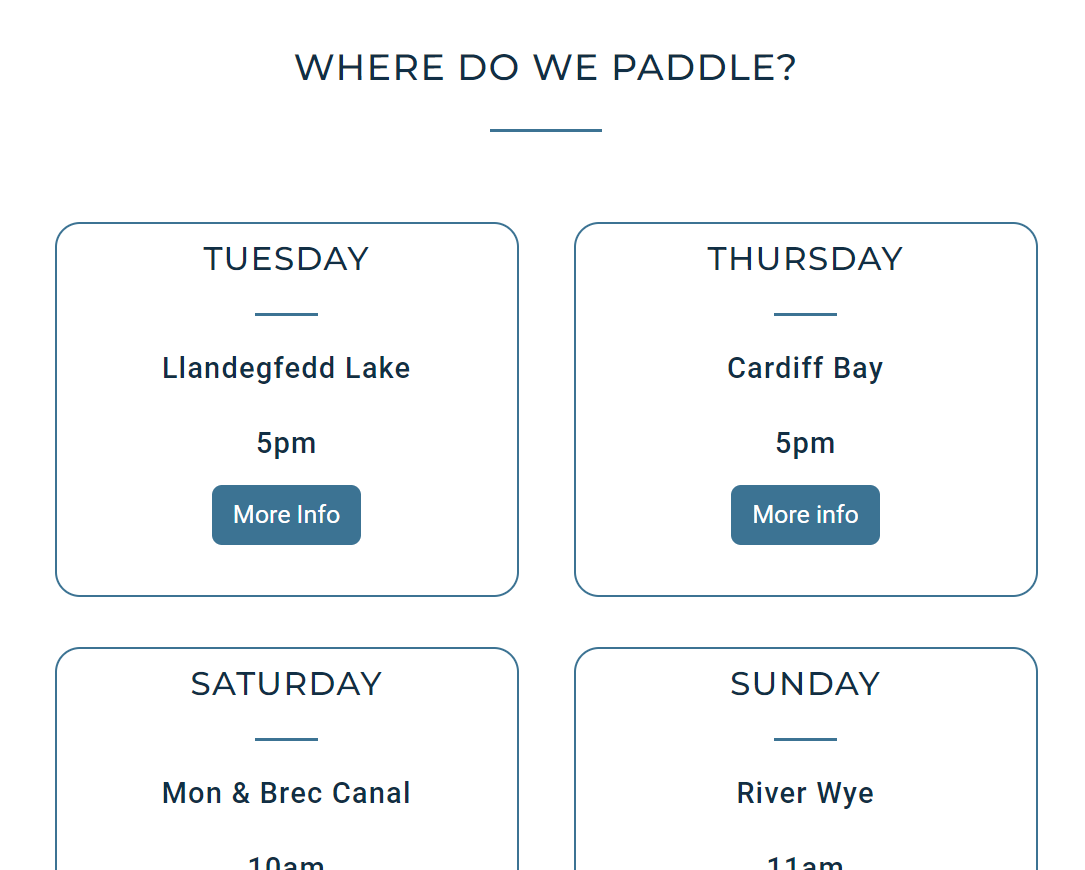 WHERE DO WE PADDLE?
TUESDAY
Llandegfedd Lake
5pm
More Info
THURSDAY
Cardiff Bay
5pm
More info
SATURDAY
Mon & Brec Canal
10am
SUNDAY
River Wye
11am